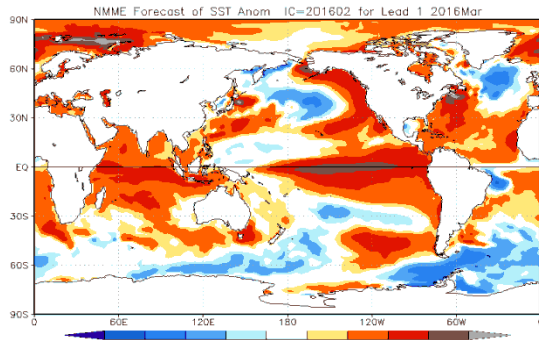 NMME Forecast of SST Anom IC=201602 for Lead 1 2016Mar
90N
60N
30N
EQ
30S
60S
90S
0 60E 120E 180 120W 60W 0